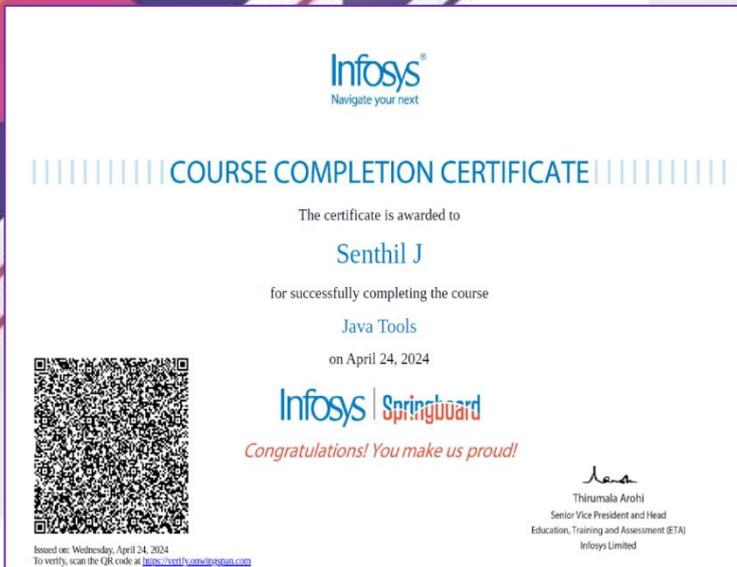 Infosys®
Navigate your next
COURSE COMPLETION CERTIFICATE
The certificate is awarded to
Senthil J
for successfully completing the course
Java Tools
on April 24, 2024
Infosys | Springboard
Congratulations! You make us proud!
Thirumala Arohi
Senior Vice President and Head
Education, Training and Assessment (ETA)
Infosys Limited
Issued on: Wednesday, April 24, 2024
To verify, scan the QR code at https://verify.onwingspan.com